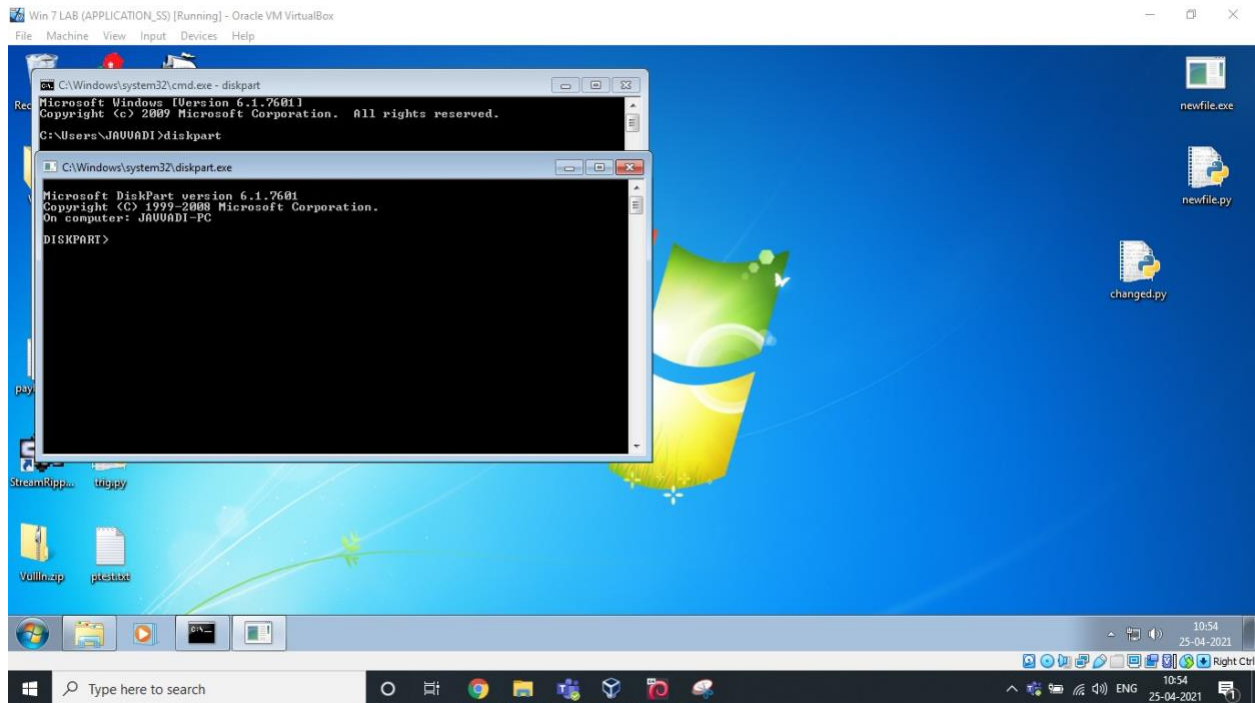 Win 7 LAB (APPLICATION_SS) [Running] - Oracle VM VirtualBox
File Machine View Input Devices Help
C:\Windows\system32\cmd.exe - diskpart
Rec
Microsoft Windows [Version 6.1.7601]
Copyright (c) 2009 Microsoft Corporation. All rights reserved.
C:\Users\JAVVADI>diskpart
C:\Windows\system32\diskpart.exe
Microsoft DiskPart version 6.1.7601
Copyright (C) 1999-2008 Microsoft Corporation.
On computer: JAVVADI-PC
DISKPART>
newfile.exe
newfile.py
changed.py
payl
StreamRipp...
trig.py
Vulln.zip
ptest.txt
10:54
25-04-2021
Right Ctrl
Type here to search
ENG
10:54
25-04-2021
1